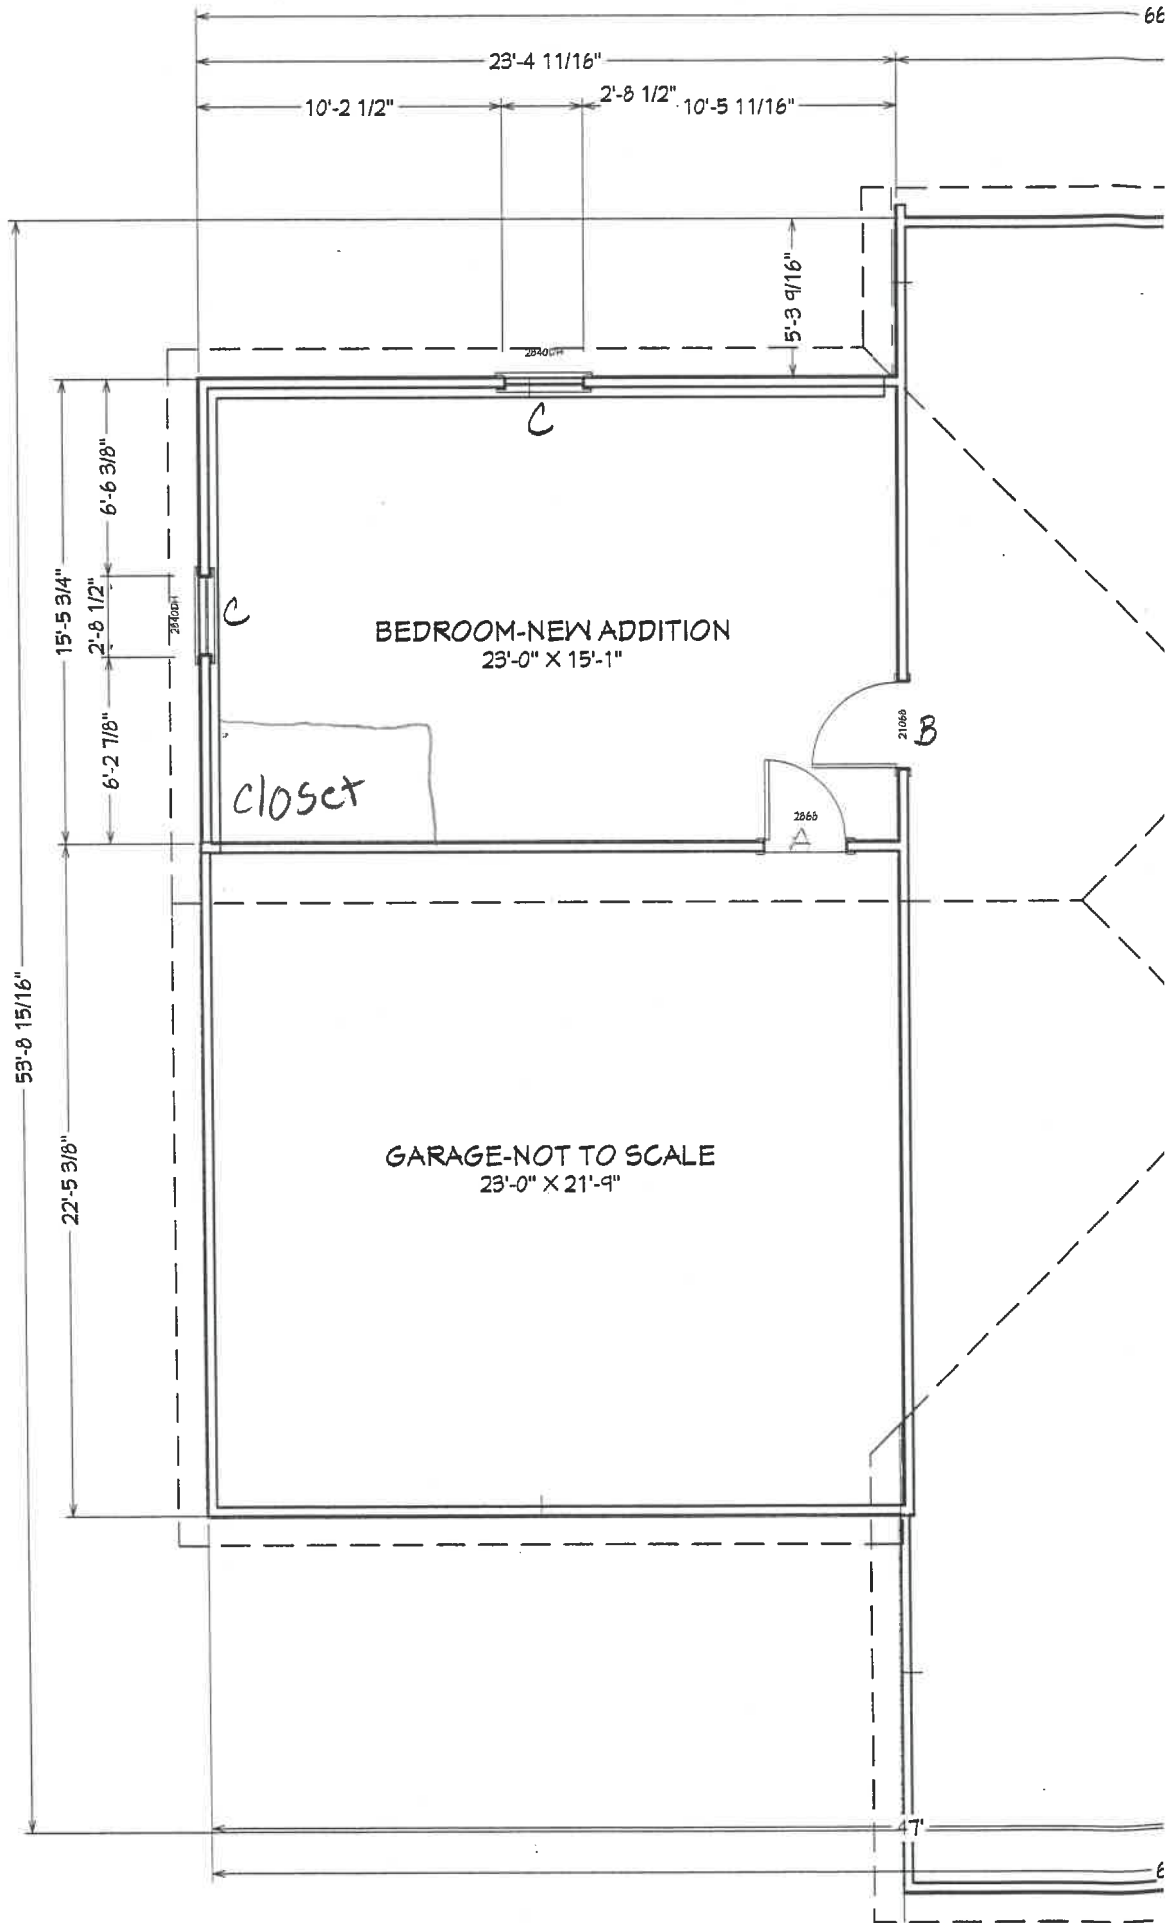 66
23'-4 11/16"
10'-2 1/2"
2'-8 1/2"
10'-5 11/16"
5'-3 9/16"
2840DH
C
6'-6 3/8"
15'-5 3/4"
2'-8 1/2"
2840DH
C
BEDROOM-NEW ADDITION
23'-0" X 15'-1"
6'-2 7/8"
closet
21068
B
2868
A
53'-8 15/16"
22'-5 3/8"
GARAGE-NOT TO SCALE
23'-0" X 21'-9"
7'